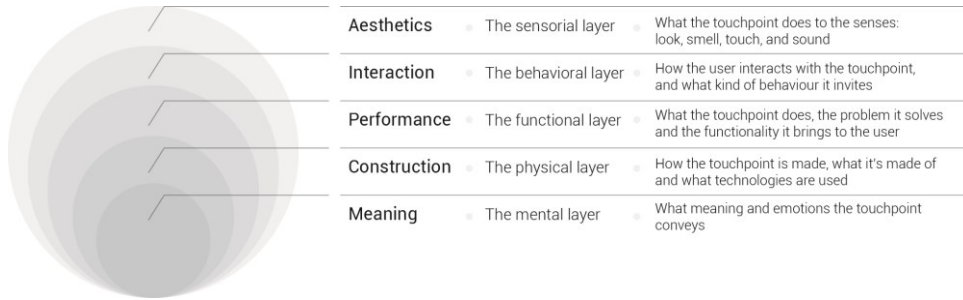 Aesthetics The sensorial layer What the touchpoint does to the senses:
look, smell, touch, and sound
Interaction The behavioral layer How the user interacts with the touchpoint,
and what kind of behaviour it invites
Performance The functional layer What the touchpoint does, the problem it solves
and the functionality it brings to the user
Construction The physical layer How the touchpoint is made, what it's made of
and what technologies are used
Meaning The mental layer What meaning and emotions the touchpoint
conveys